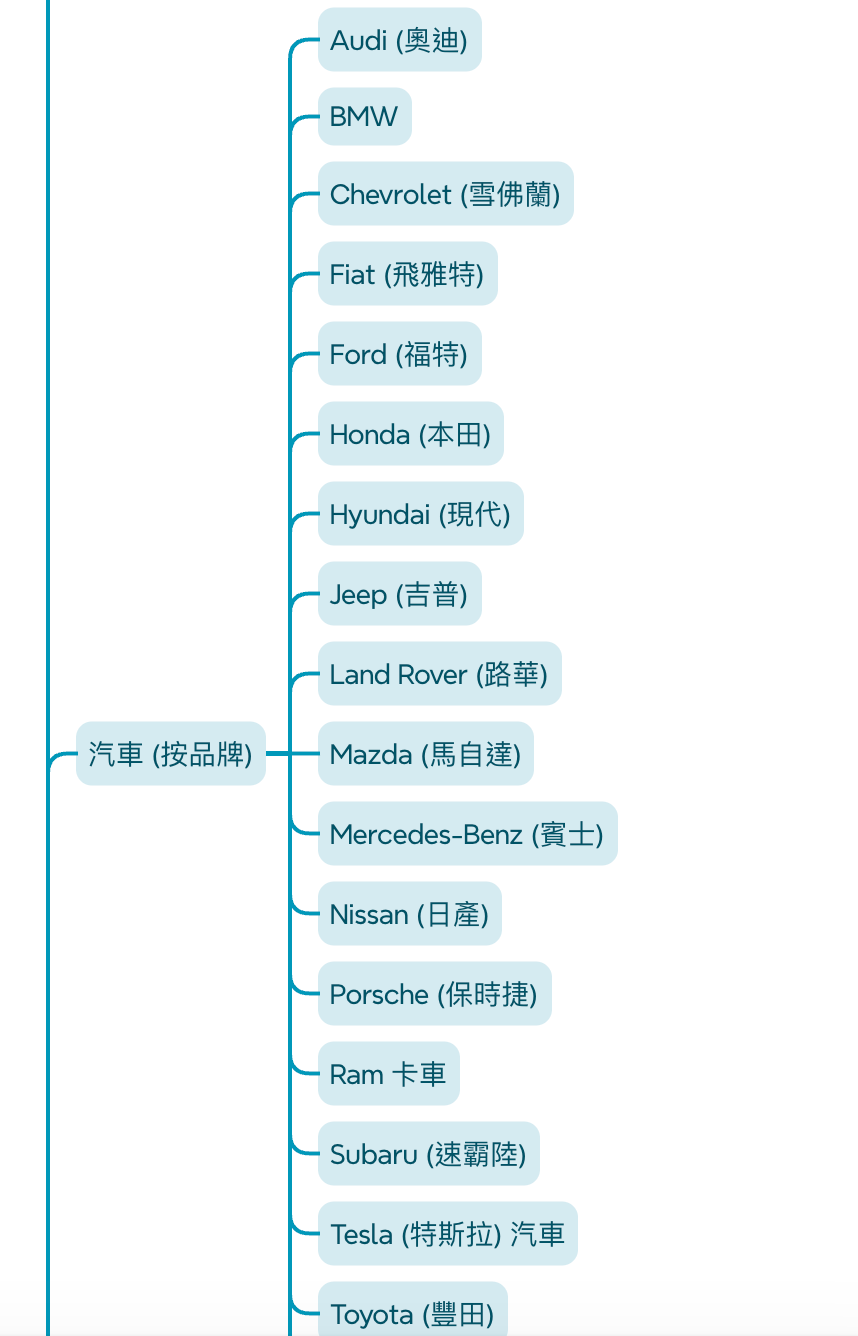 Audi (奧迪)
BMW
Chevrolet (雪佛蘭)
Fiat (飛雅特)
Ford (福特)
Honda (本田)
Hyundai (現代)
Jeep (吉普)
Land Rover (路華)
汽車 (按品牌)
Mazda (馬自達)
Mercedes-Benz (賓士)
Nissan (日產)
Porsche (保時捷)
Ram 卡車
Subaru (速霸陸)
Tesla (特斯拉) 汽車
Toyota (豐田)